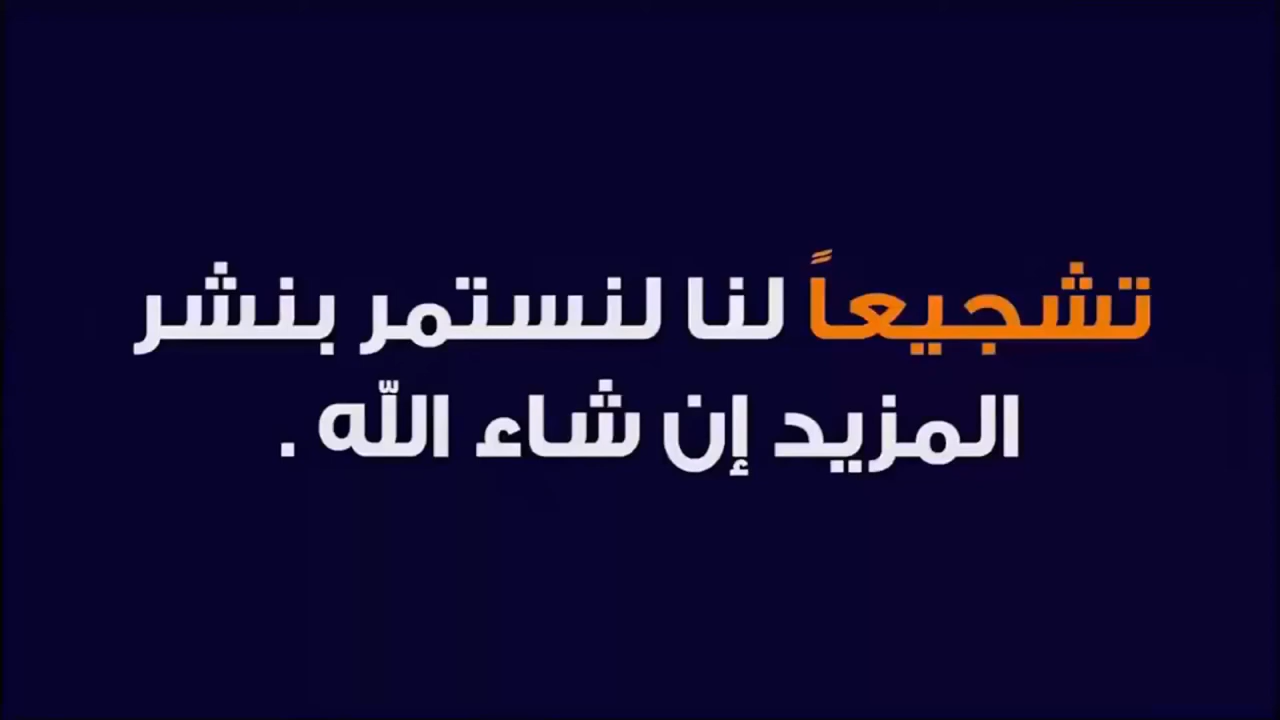 تشجيعاً لنا لنستمر بنشر
المزيد إن شاء اللّه .